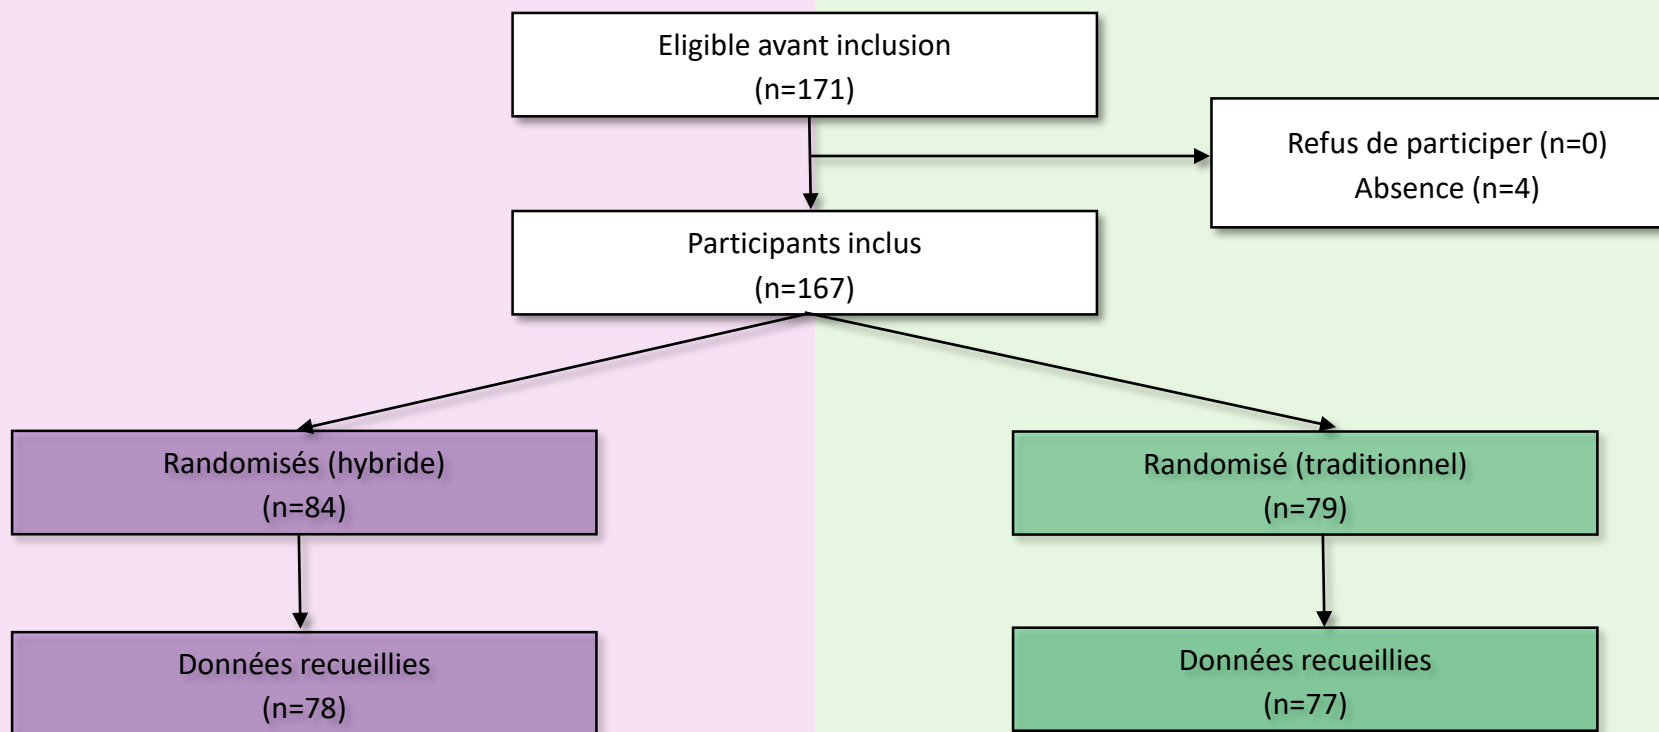 Eligible avant inclusion
(n=171)
Refus de participer (n=0)
Absence (n=4)
Participants inclus
(n=167)
Randomisés (hybride)
(n=84)
Randomisé (traditionnel)
(n=79)
Données recueillies
(n=78)
Données recueillies
(n=77)